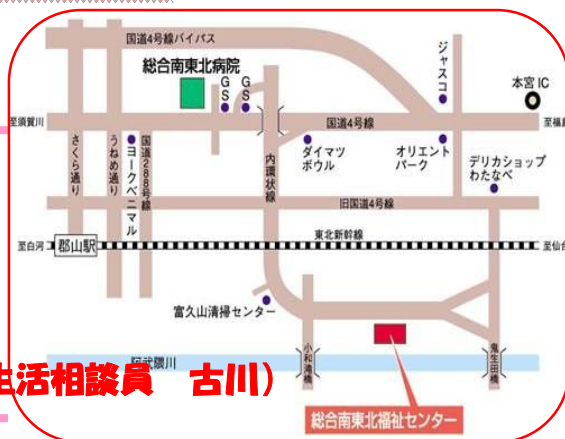 国道4号線バイパス
ジャスコ
総合南東北病院
GS
GS
本宮 IC
至須賀川
国道4号線
至福島
さくら通り
うねめ通り
ヨークベニマル
国道288号線
内環状線
ダイマツ
ボウル
オリエント
パーク
デリカショップ
わたなべ
旧国道4号線
東北新幹線
至白河
郡山駅
至仙台
富久山清掃センター
阿武隈川
小和滝橋
鬼生田橋
生活相談員 古川)
総合南東北福祉センター